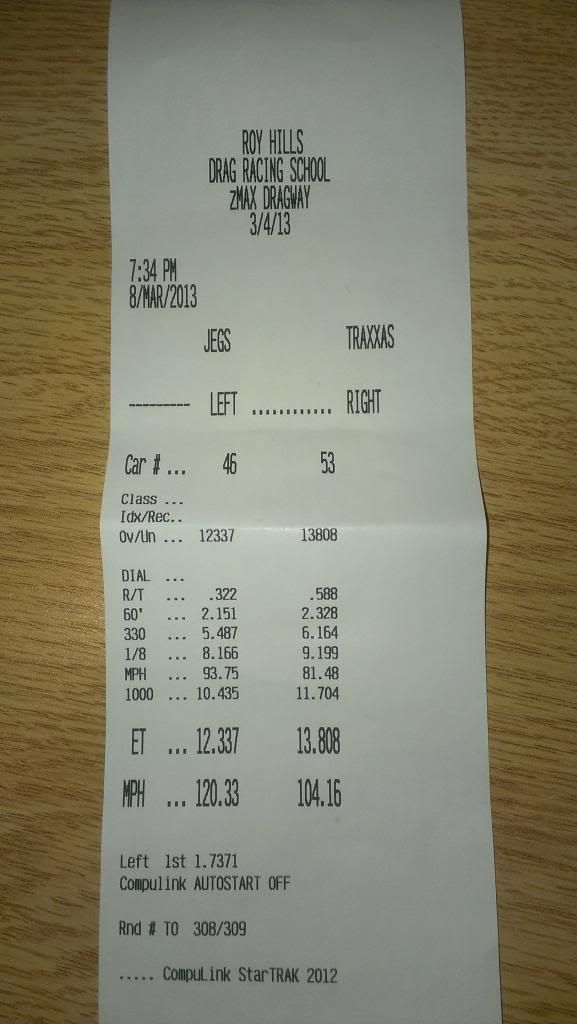 ROY HILLS
DRAG RACING SCHOOL
zMAX DRAGWAY
3/4/13
7:34 PM
8/MAR/2013
JEGS TRAXXAS
--------- LEFT ............ RIGHT
Car # ... 46 53
Class ...
Idx/Rec..
Ov/Un ... 12337 13808
DIAL ...
R/T ... .322 .588
60' ... 2.151 2.328
330 ... 5.487 6.164
1/8 ... 8.166 9.199
MPH ... 93.75 81.48
1000 ... 10.435 11.704
ET ... 12.337 13.808
MPH ... 120.33 104.16
Left 1st 1.7371
Compulink AUTOSTART OFF
Rnd # TO 308/309
..... CompuLink StarTRAK 2012